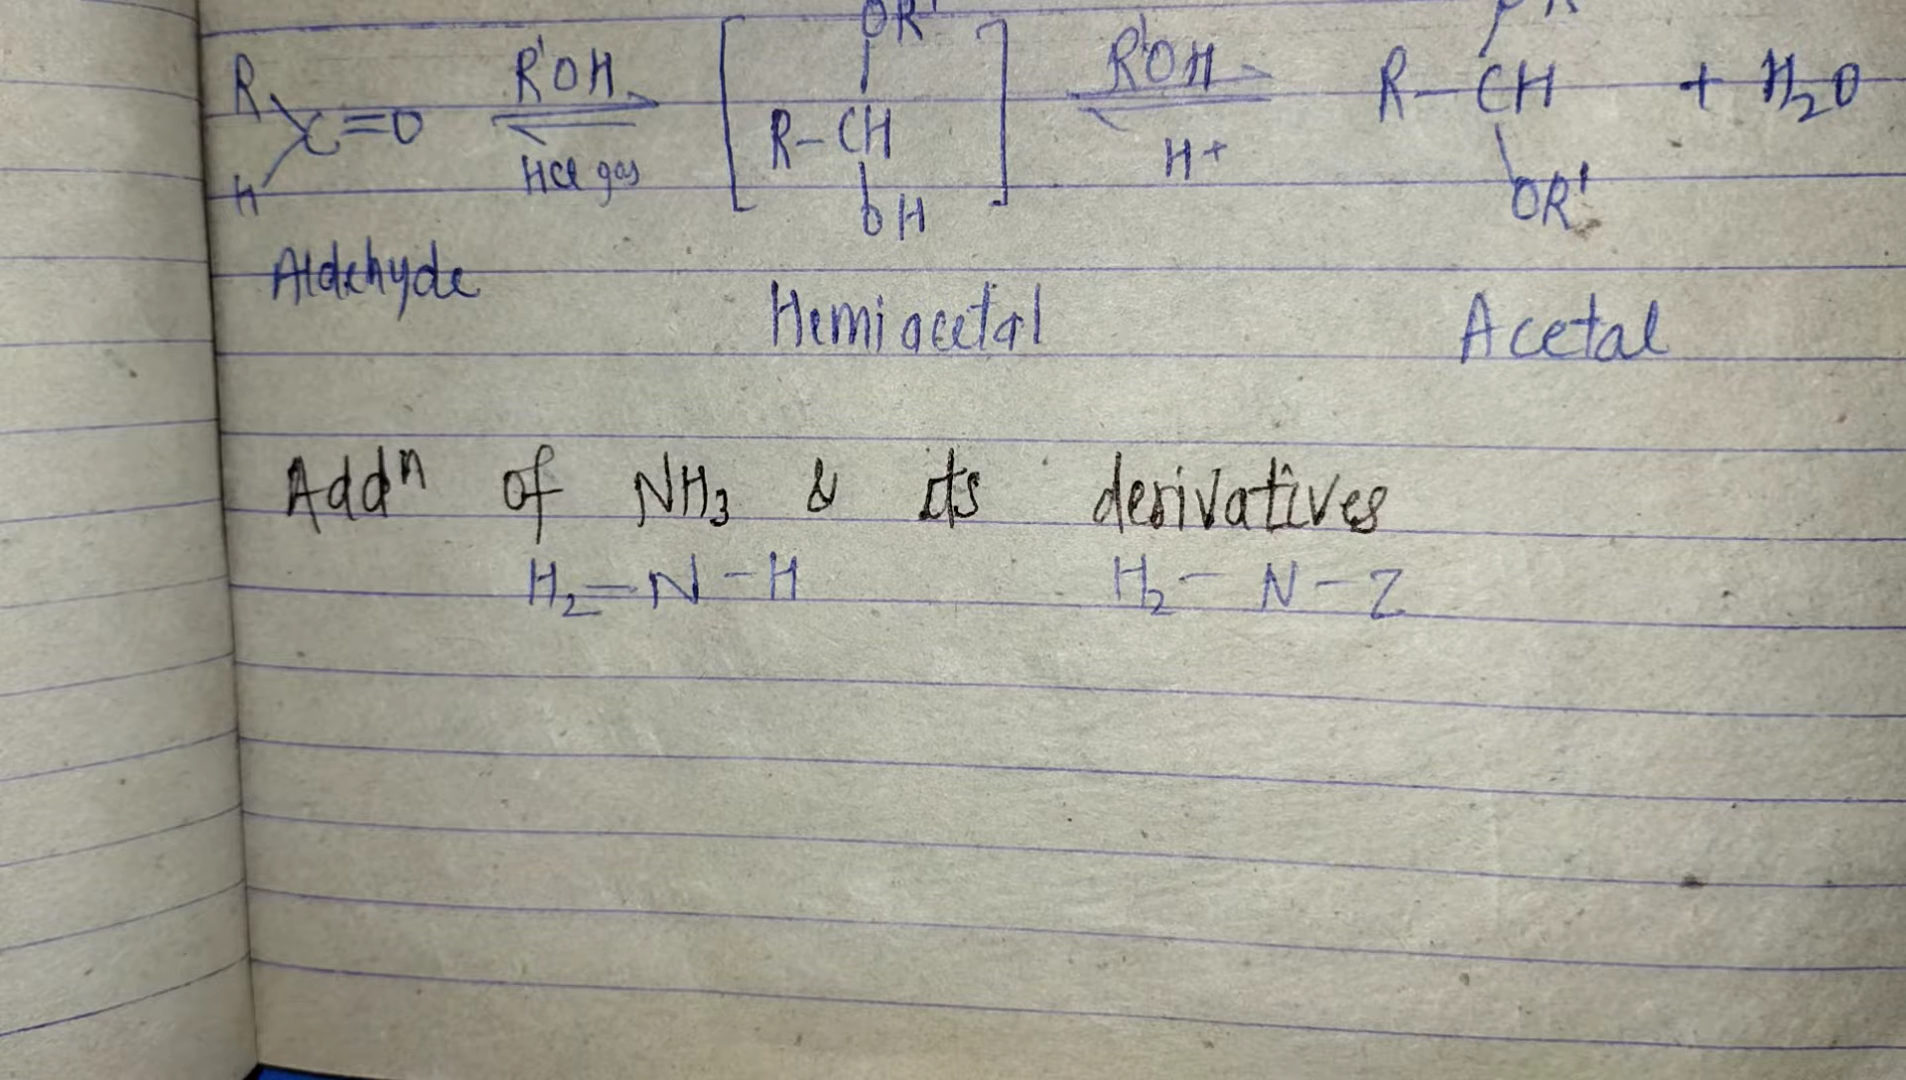 OR'
R
C=O
H
R'OH
HCl gas
R-CH
OH
R'OH
H+
R-CH
OR'
+ H2O
Aldehyde
Hemiacetal
Acetal
Addⁿ of NH3 & its derivatives
H2-N-H H2-N-Z